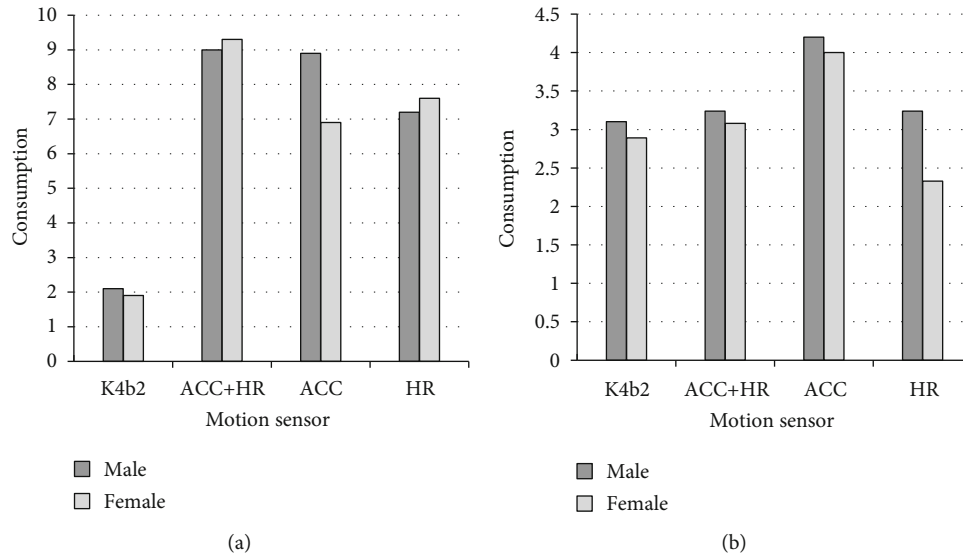 10
9
8
7
6
5
4
3
2
1
0
Consumption
K4b2 ACC+HR ACC HR
Motion sensor
Male
Female
(a)
4.5
4
3.5
3
2.5
2
1.5
1
0.5
0
Consumption
K4b2 ACC+HR ACC HR
Motion sensor
Male
Female
(b)